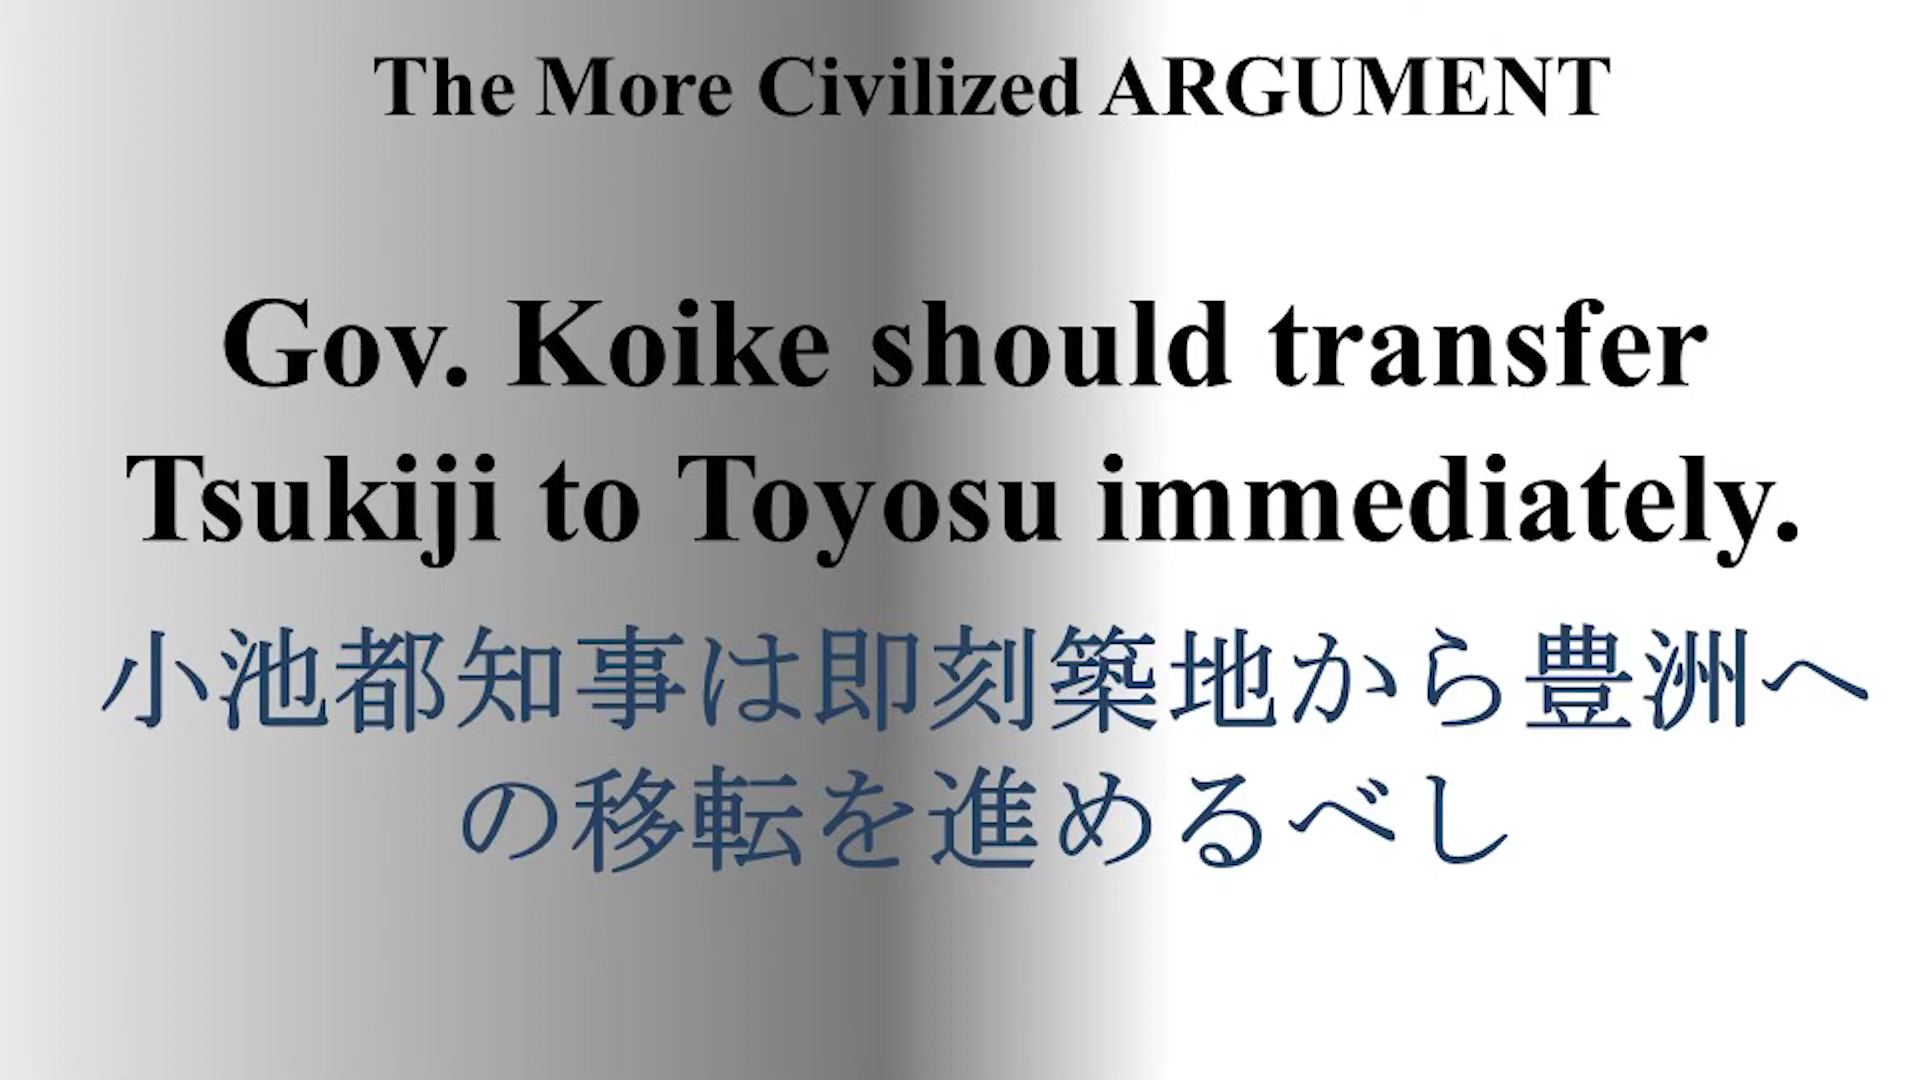 The More Civilized ARGUMENT
Gov. Koike should transfer
Tsukiji to Toyosu immediately.
小池都知事は即刻築地から豊洲へ
の移転を進めるべし